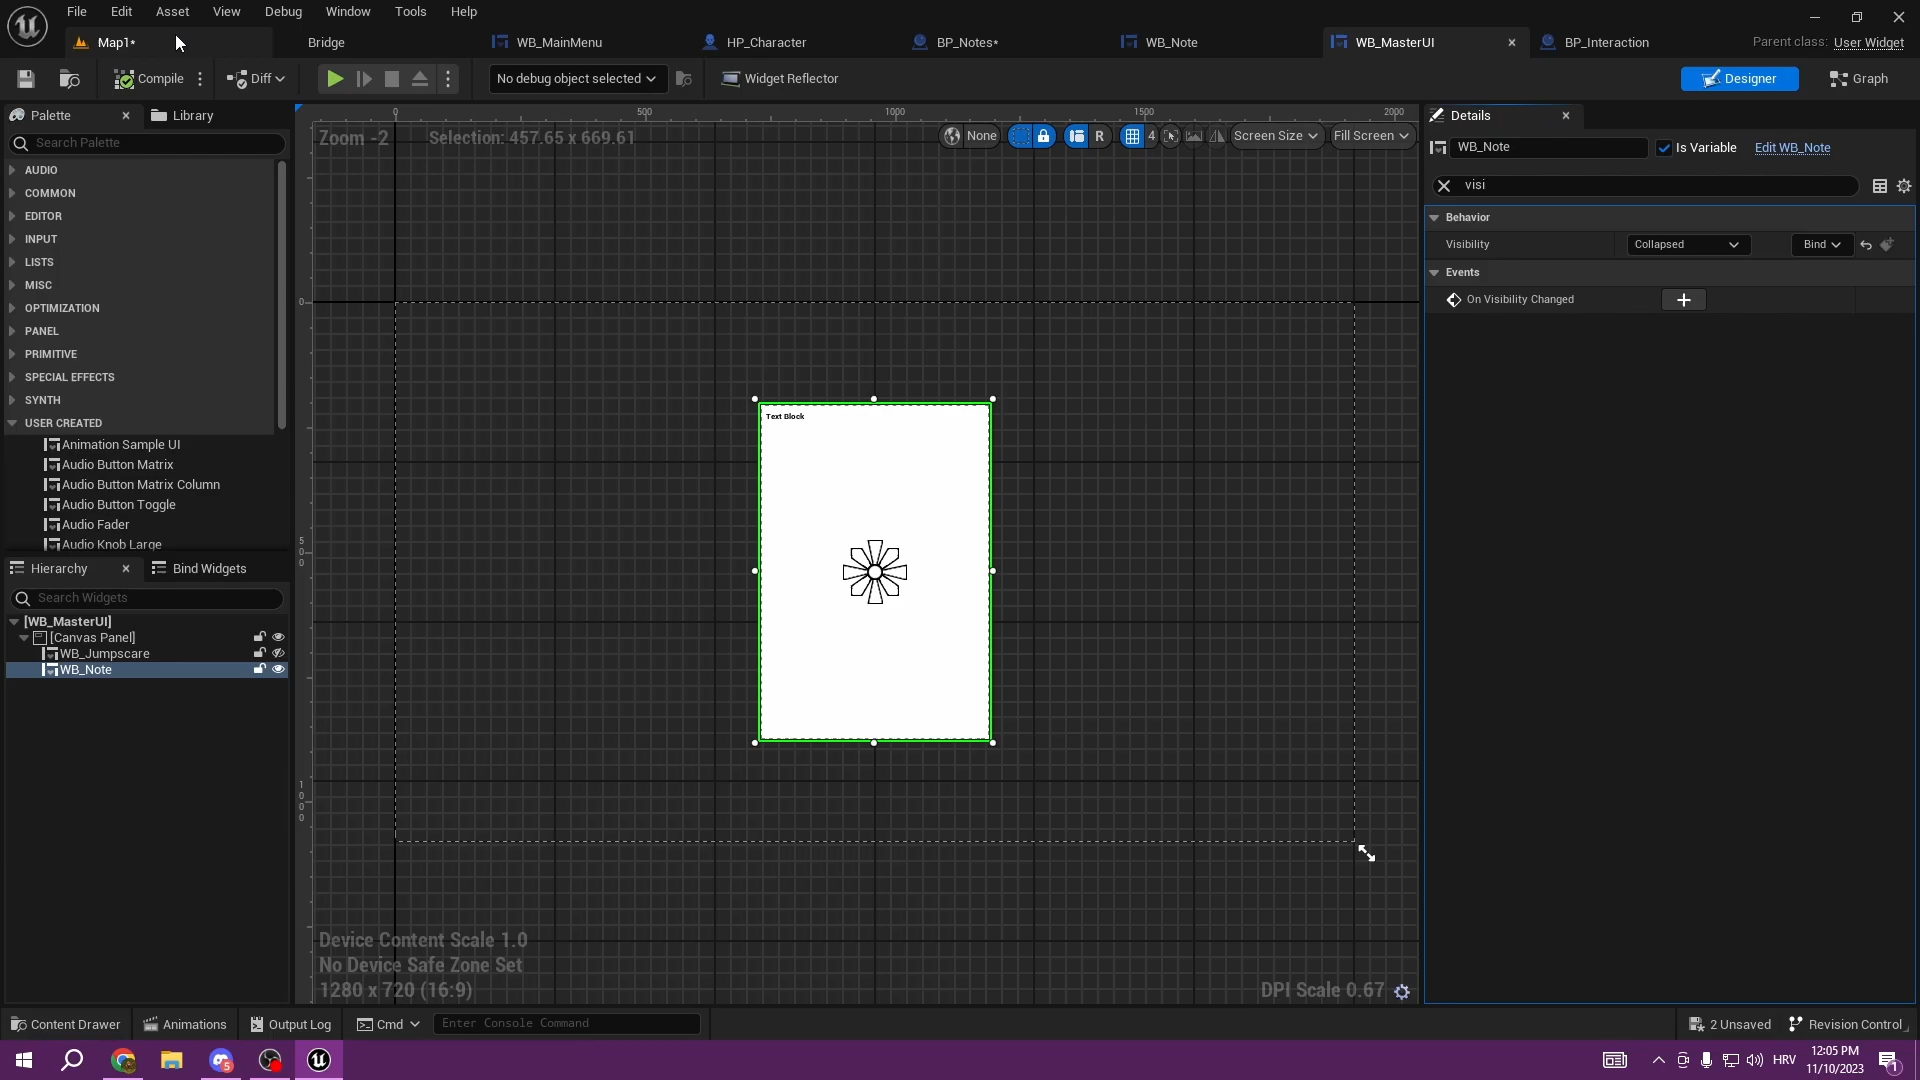 File Edit Asset View Debug Window Tools Help
Map1* Bridge WB_MainMenu HP_Character BP_Notes* WB_Note WB_MasterUI BP_Interaction Parent class: User Widget
Compile Diff No debug object selected Widget Reflector Designer Graph
Palette Library
Search Palette
AUDIO
COMMON
EDITOR
INPUT
LISTS
MISC
OPTIMIZATION
PANEL
PRIMITIVE
SPECIAL EFFECTS
SYNTH
USER CREATED
Animation Sample UI
Audio Button Matrix
Audio Button Matrix Column
Audio Button Toggle
Audio Fader
Audio Knob Large
Hierarchy Bind Widgets
Search Widgets
[WB_MasterUI]
[Canvas Panel]
WB_Jumpscare
WB_Note
0 500 1000 1500 2000
Zoom -2 Selection: 457.65 x 669.61 None R 4 Screen Size Fill Screen
0
500
1000
Text Block
Device Content Scale 1.0
No Device Safe Zone Set
1280 x 720 (16:9) DPI Scale 0.67
Details
WB_Note Is Variable Edit WB_Note
visi
Behavior
Visibility Collapsed Bind
Events
On Visibility Changed
Content Drawer Animations Output Log Cmd Enter Console Command 2 Unsaved Revision Control
5 HRV 12:05 PM
11/10/2023 1